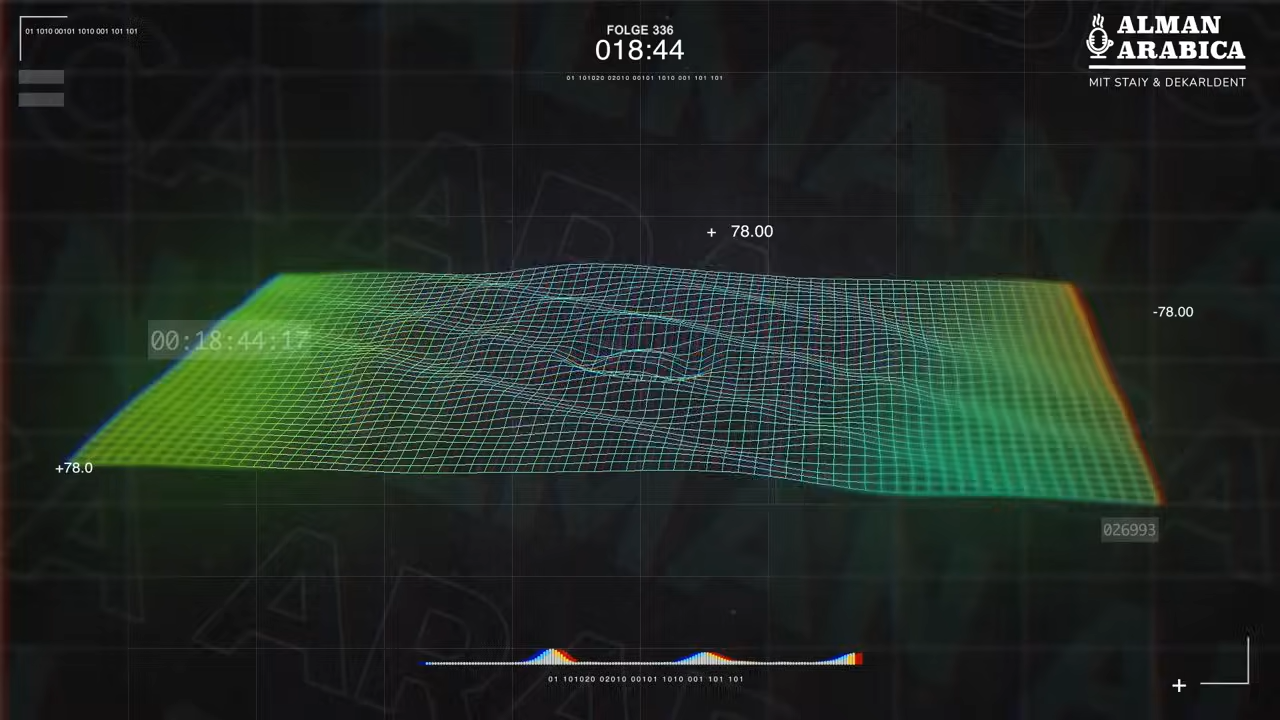 01 1010 00101 1010 001 101 101
FOLGE 336
018:44
01 101020 02010 00101 1010 001 101 101
ALMAN
ARABICA
MIT STAIY & DEKARLDENT
+ 78.00
-78.00
00:18:44:17
+78.0
026993
01 101020 02010 00101 1010 001 101 101
+